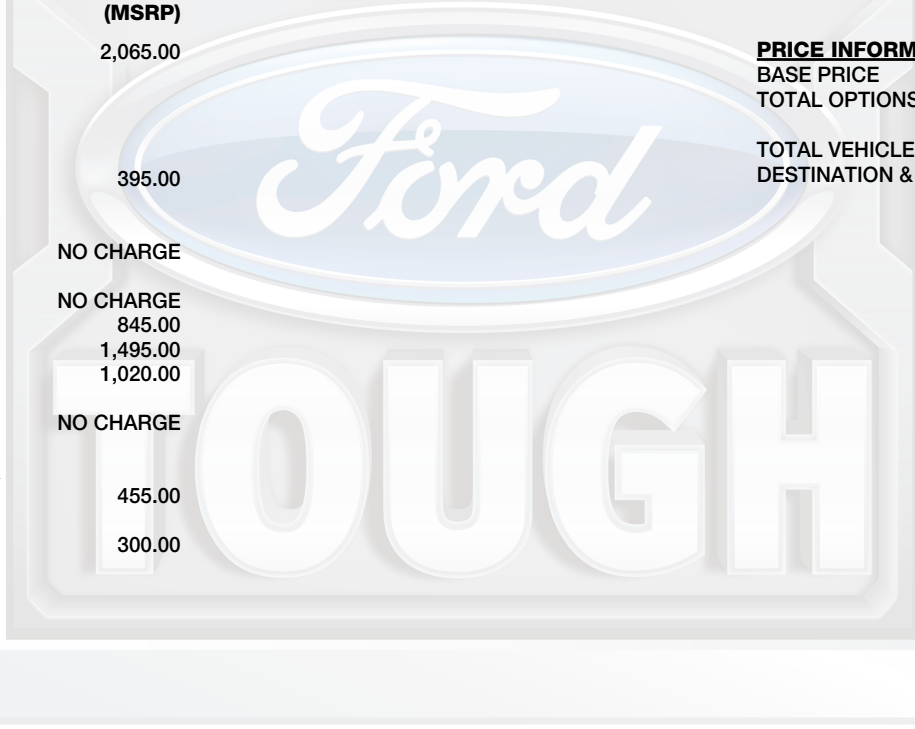 (MSRP)
2,065.00
395.00
NO CHARGE
NO CHARGE
845.00
1,495.00
1,020.00
NO CHARGE
455.00
300.00
PRICE INFORM
BASE PRICE
TOTAL OPTIONS
TOTAL VEHICLE
DESTINATION &
Ford
TOUGH